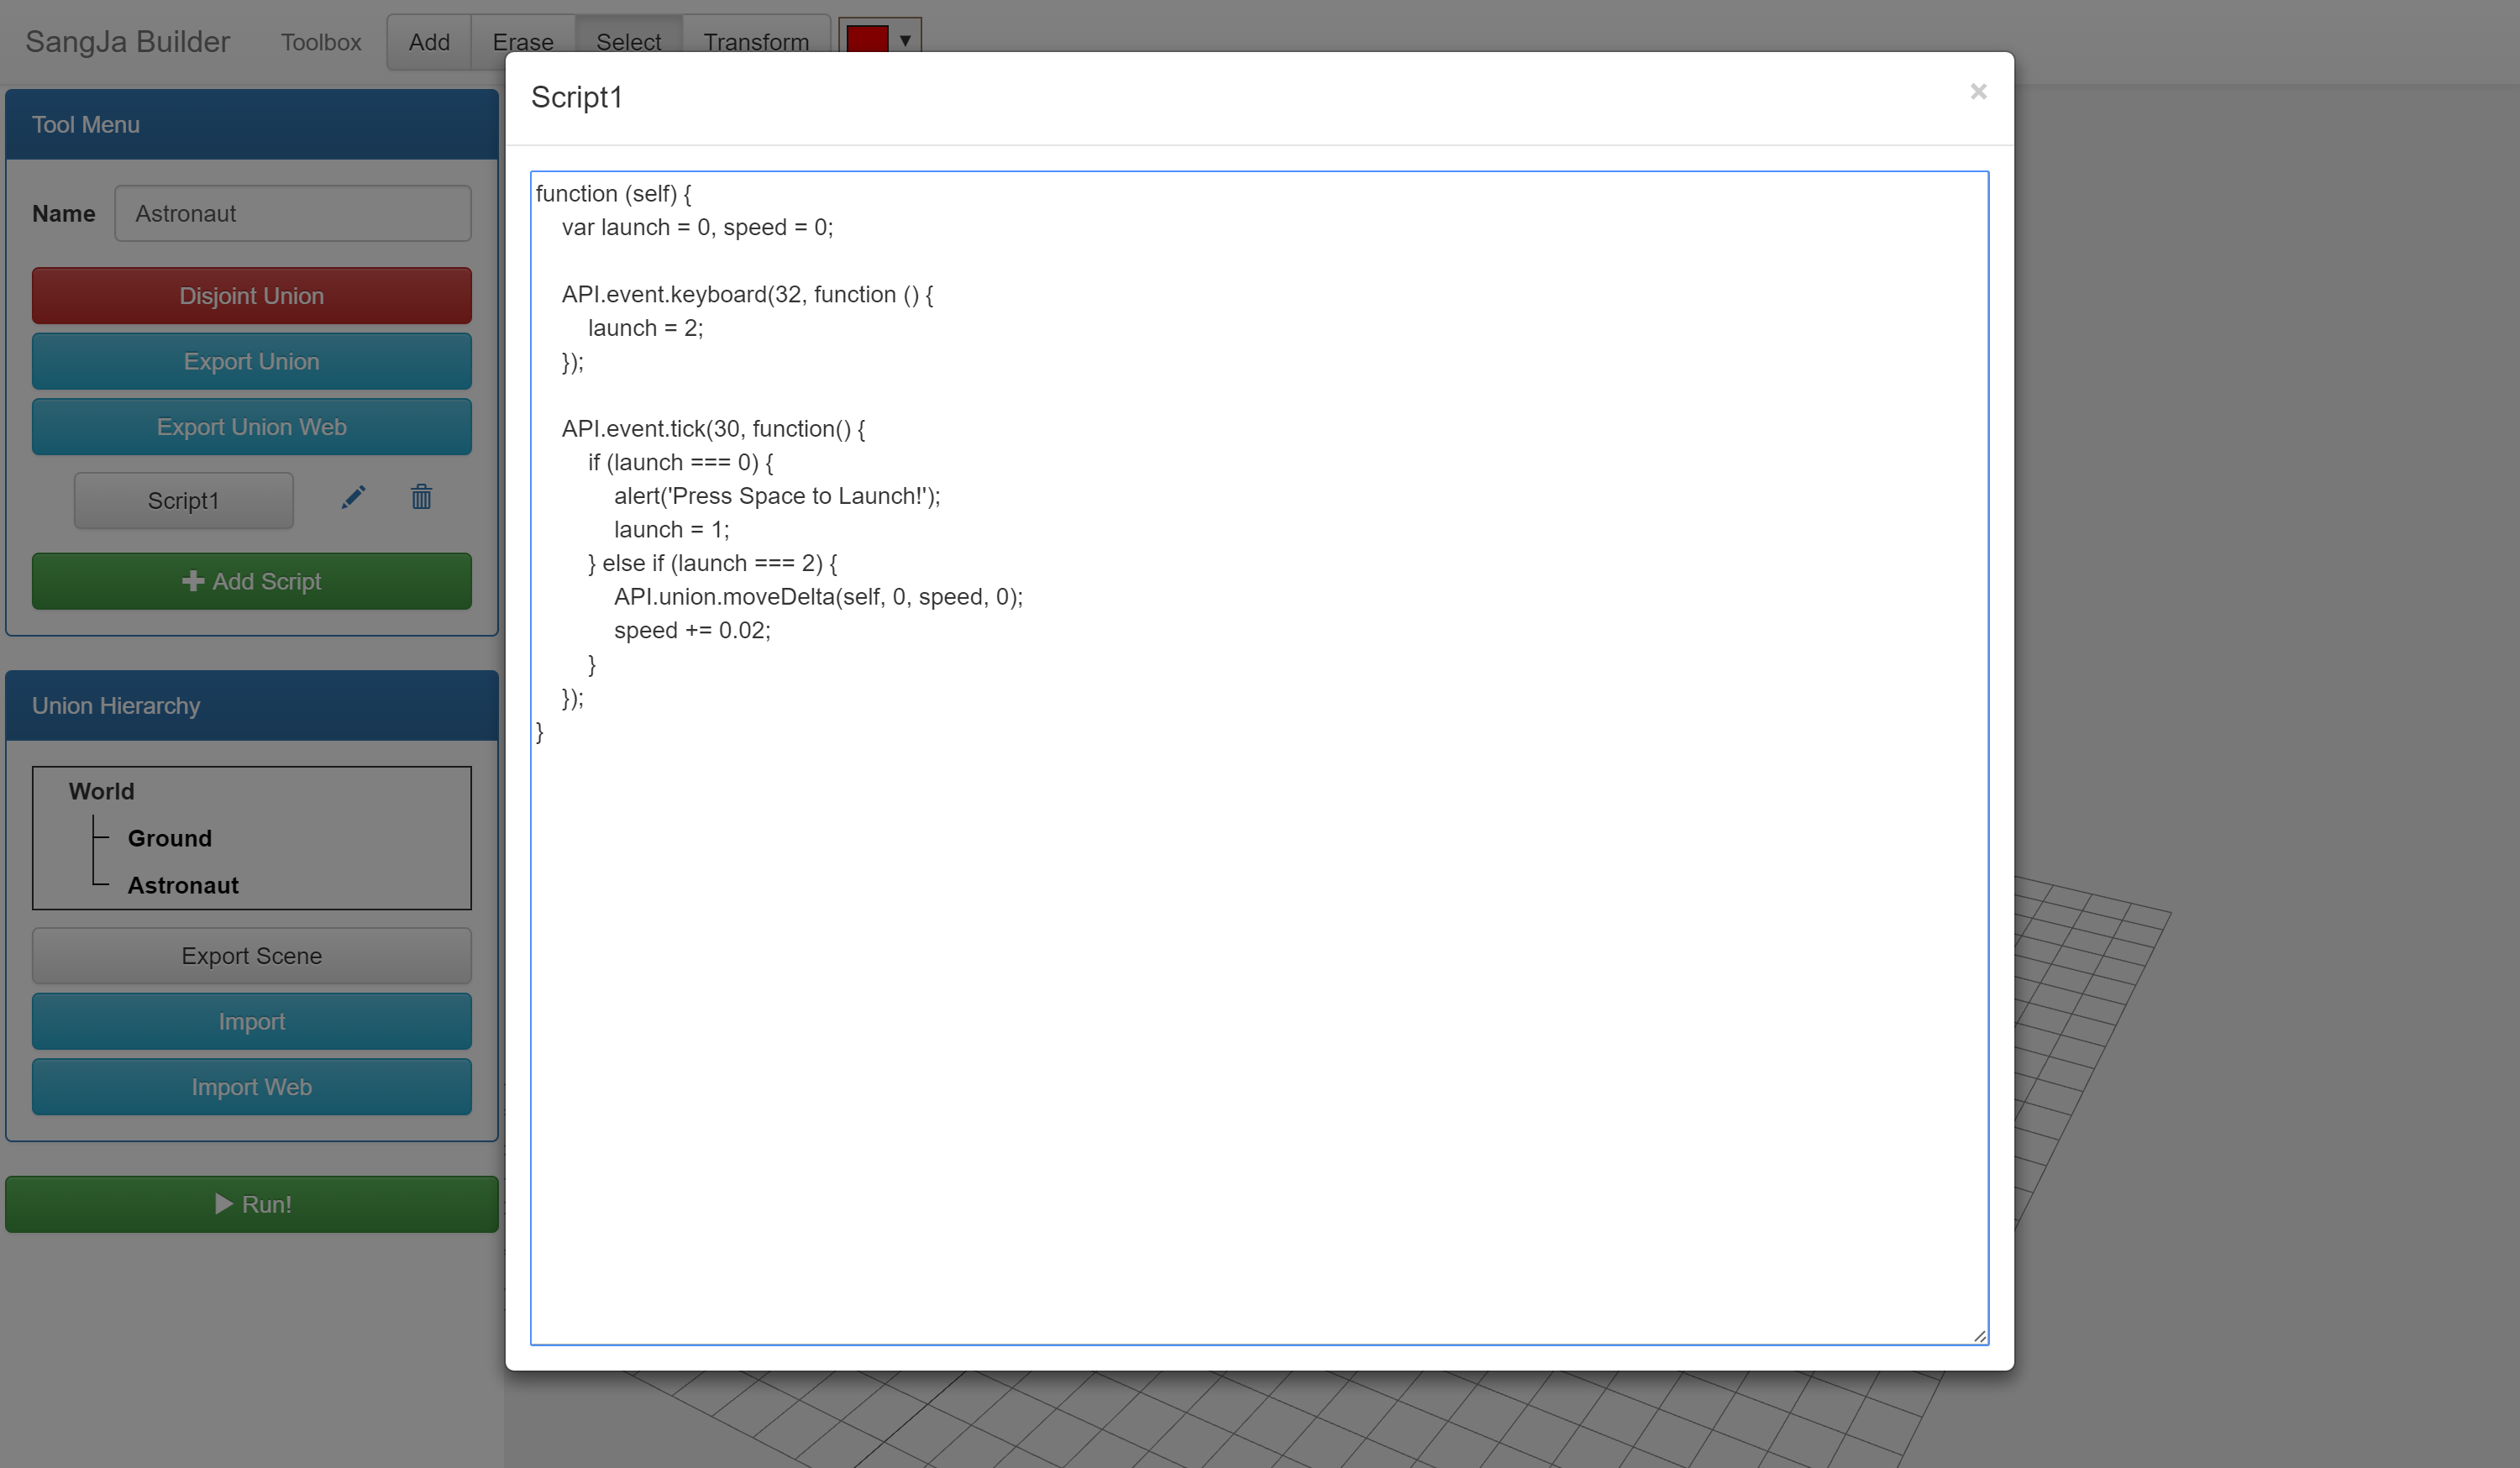 SangJa Builder Toolbox Add Erase Select Transform ▼
Tool Menu
Name Astronaut
Disjoint Union
Export Union
Export Union Web
Script1
Add Script
Union Hierarchy
World
Ground
Astronaut
Export Scene
Import
Import Web
Run!
Script1 ×
function (self) {
    var launch = 0, speed = 0;

    API.event.keyboard(32, function () {
        launch = 2;
    });

    API.event.tick(30, function() {
        if (launch === 0) {
            alert('Press Space to Launch!');
            launch = 1;
        } else if (launch === 2) {
            API.union.moveDelta(self, 0, speed, 0);
            speed += 0.02;
        }
    });
}